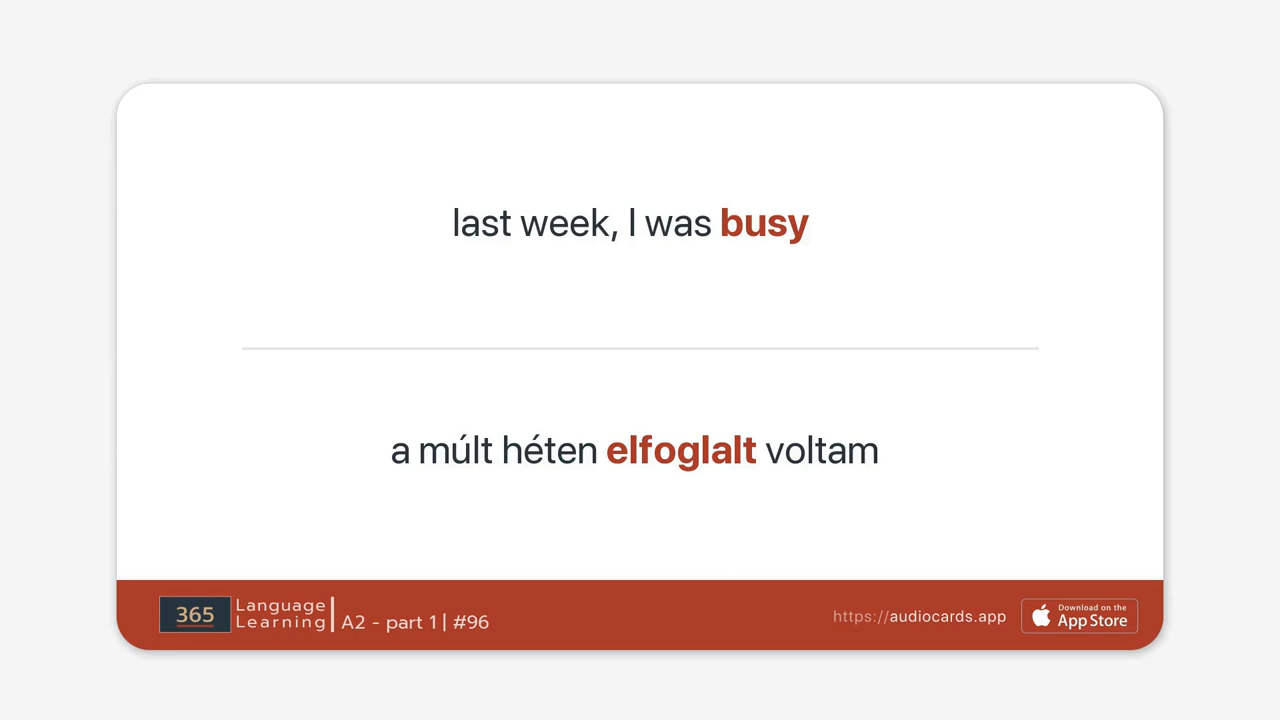 last week, I was busy
a múlt héten elfoglalt voltam
365 Language Learning | A2 - part 1 | #96
https://audiocards.app
Download on the
App Store